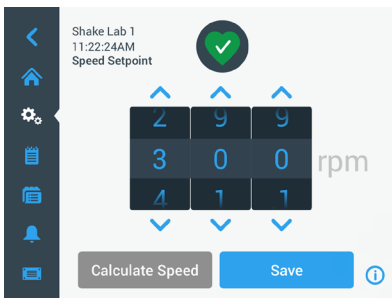 Shake Lab 1
11:22:24AM
Speed Setpoint
2 9 9
3 0 0 rpm
4 1 1
Calculate Speed Save